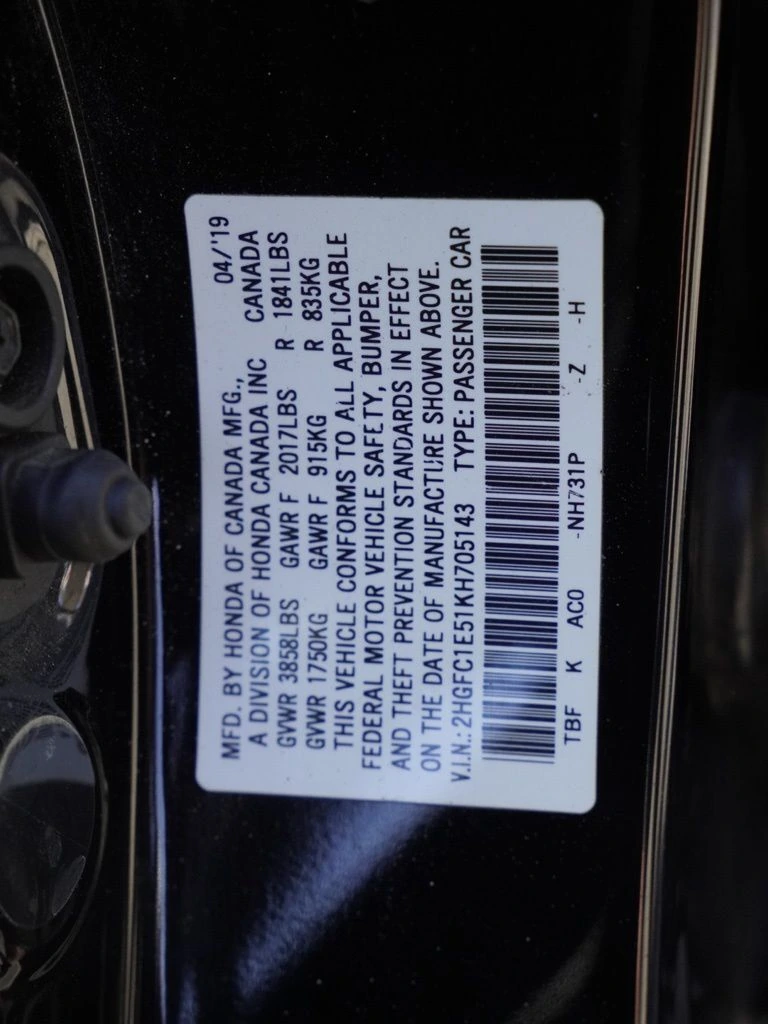 MFD. BY HONDA OF CANADA MFG., 04/'19
A DIVISION OF HONDA CANADA INC CANADA
GVWR 3858LBS GAWR F 2017LBS R 1841LBS
GVWR 1750KG GAWR F 915KG R 835KG
THIS VEHICLE CONFORMS TO ALL APPLICABLE
FEDERAL MOTOR VEHICLE SAFETY, BUMPER,
AND THEFT PREVENTION STANDARDS IN EFFECT
ON THE DATE OF MANUFACTURE SHOWN ABOVE.
V.I.N.: 2HGFC1E51KH705143 TYPE: PASSENGER CAR
TBF K AC0 -NH731P -Z -H